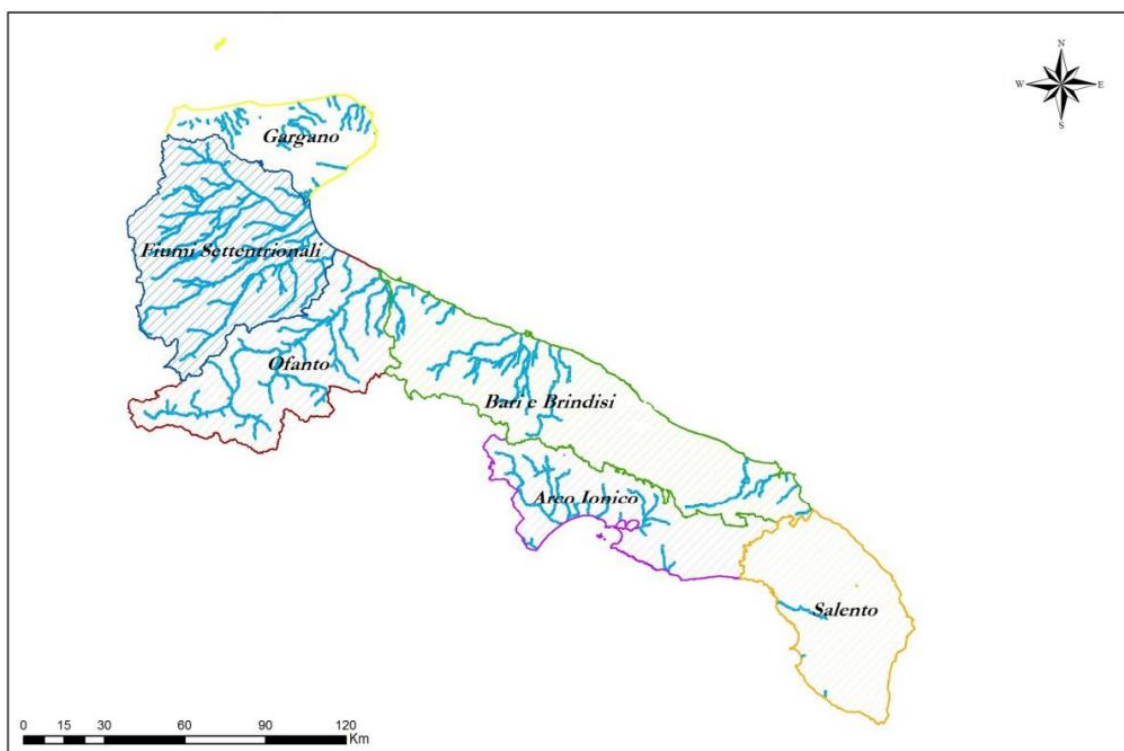 N
W E
S
Gargano
Fiumi Settentrionali
Ofanto
Bari e Brindisi
Arco Ionico
Salento
0 15 30 60 90 120
Km